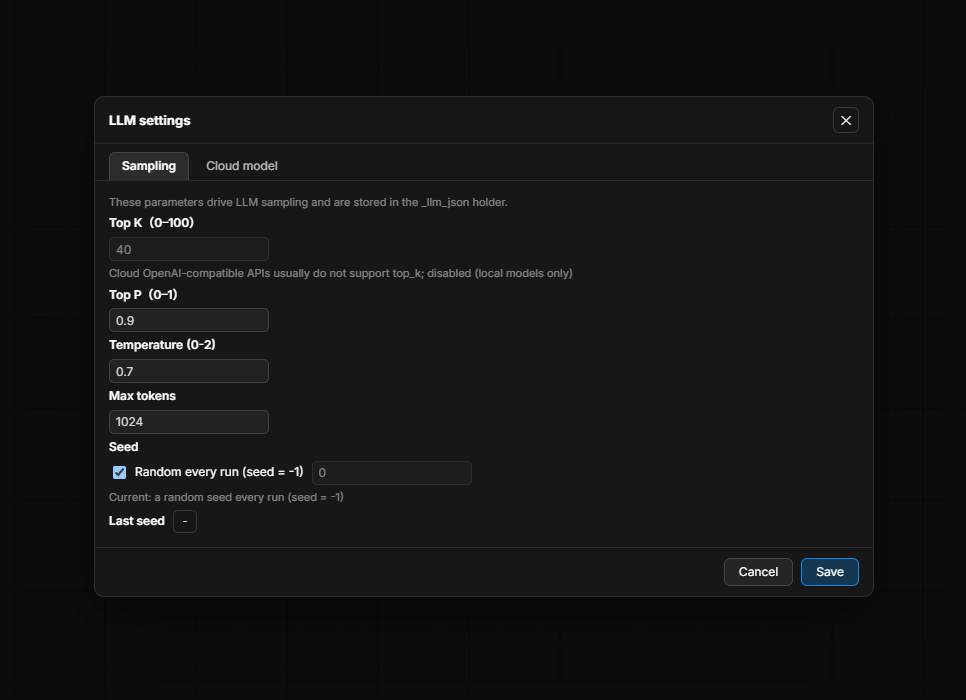 LLM settings
Sampling
Cloud model
These parameters drive LLM sampling and are stored in the _llm_json holder.
Top K (0–100)
40
Cloud OpenAI-compatible APIs usually do not support top_k; disabled (local models only)
Top P (0–1)
0.9
Temperature (0-2)
0.7
Max tokens
1024
Seed
Random every run (seed = -1) 0
Current: a random seed every run (seed = -1)
Last seed -
Cancel Save